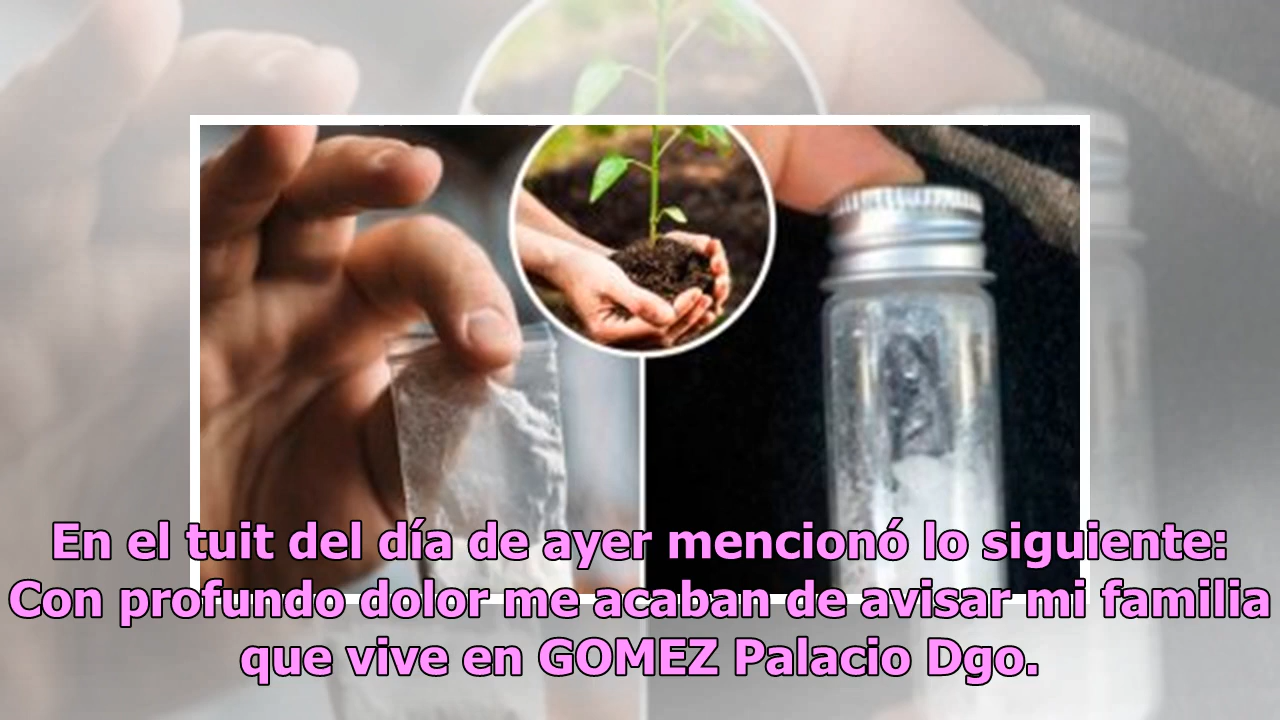 En el tuit del día de ayer mencionó lo siguiente:
Con profundo dolor me acaban de avisar mi familia
que vive en GOMEZ Palacio Dgo.